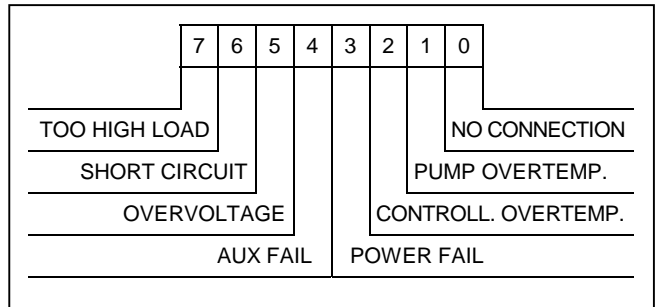 7 6 5 4 3 2 1 0
TOO HIGH LOAD NO CONNECTION
SHORT CIRCUIT PUMP OVERTEMP.
OVERVOLTAGE CONTROLL. OVERTEMP.
AUX FAIL POWER FAIL